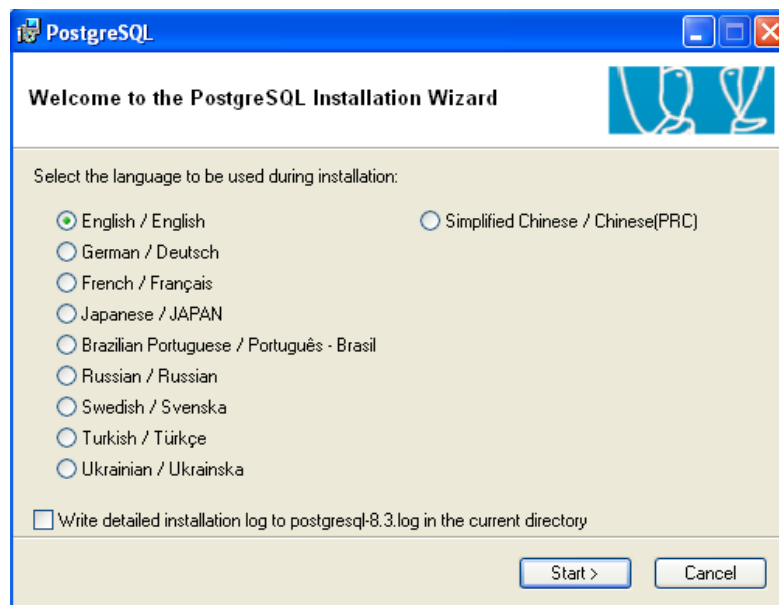 PostgreSQL
Welcome to the PostgreSQL Installation Wizard
Select the language to be used during installation:
English / English
German / Deutsch
French / Français
Japanese / JAPAN
Brazilian Portuguese / Português - Brasil
Russian / Russian
Swedish / Svenska
Turkish / Türkçe
Ukrainian / Ukrainska
Simplified Chinese / Chinese(PRC)
Write detailed installation log to postgresql-8.3.log in the current directory
Start >
Cancel